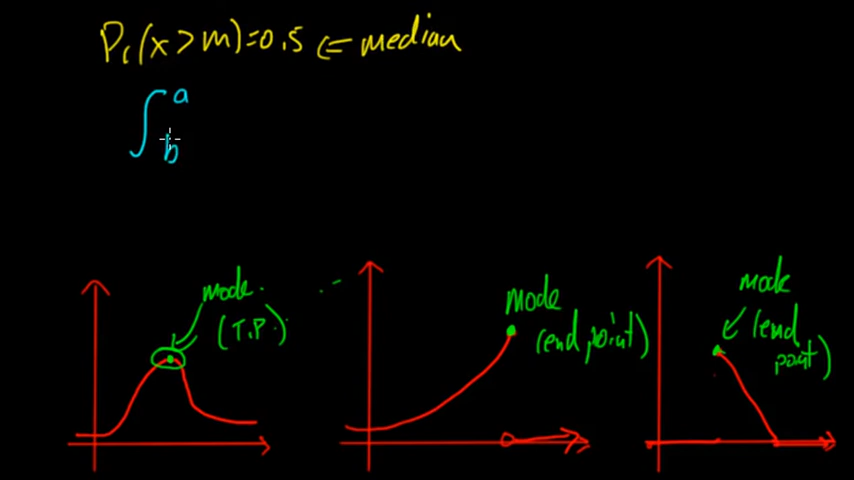 Pr(x>m)=0.5 ⇐ median
∫ a
b
mode.
(T.P)
mode
(end point)
mode
(end
point)